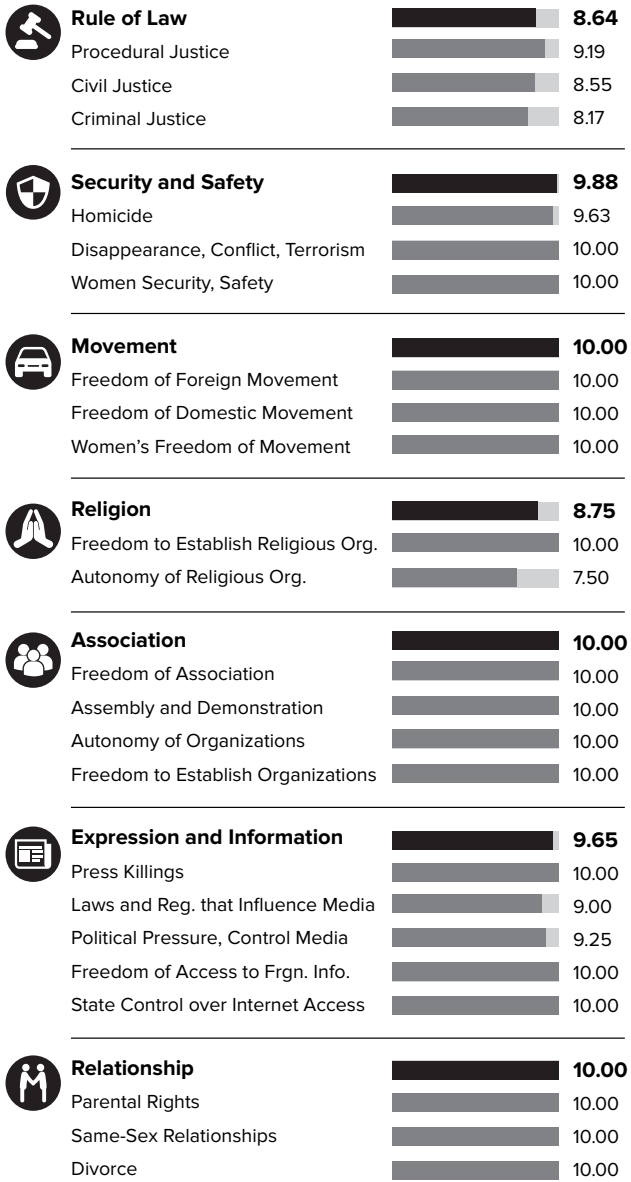 Rule of Law 8.64
Procedural Justice 9.19
Civil Justice 8.55
Criminal Justice 8.17
Security and Safety 9.88
Homicide 9.63
Disappearance, Conflict, Terrorism 10.00
Women Security, Safety 10.00
Movement 10.00
Freedom of Foreign Movement 10.00
Freedom of Domestic Movement 10.00
Women’s Freedom of Movement 10.00
Religion 8.75
Freedom to Establish Religious Org. 10.00
Autonomy of Religious Org. 7.50
Association 10.00
Freedom of Association 10.00
Assembly and Demonstration 10.00
Autonomy of Organizations 10.00
Freedom to Establish Organizations 10.00
Expression and Information 9.65
Press Killings 10.00
Laws and Reg. that Influence Media 9.00
Political Pressure, Control Media 9.25
Freedom of Access to Frgn. Info. 10.00
State Control over Internet Access 10.00
Relationship 10.00
Parental Rights 10.00
Same-Sex Relationships 10.00
Divorce 10.00